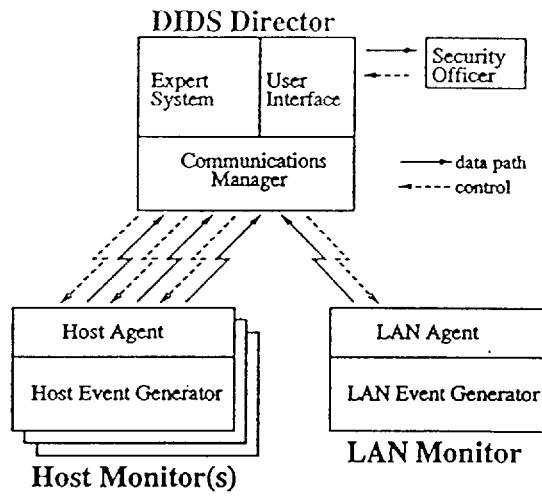 DIDS Director
Expert
System
User
Interface
Security
Officer
Communications
Manager
data path
control
Host Agent
Host Event Generator
LAN Agent
LAN Event Generator
Host Monitor(s)
LAN Monitor